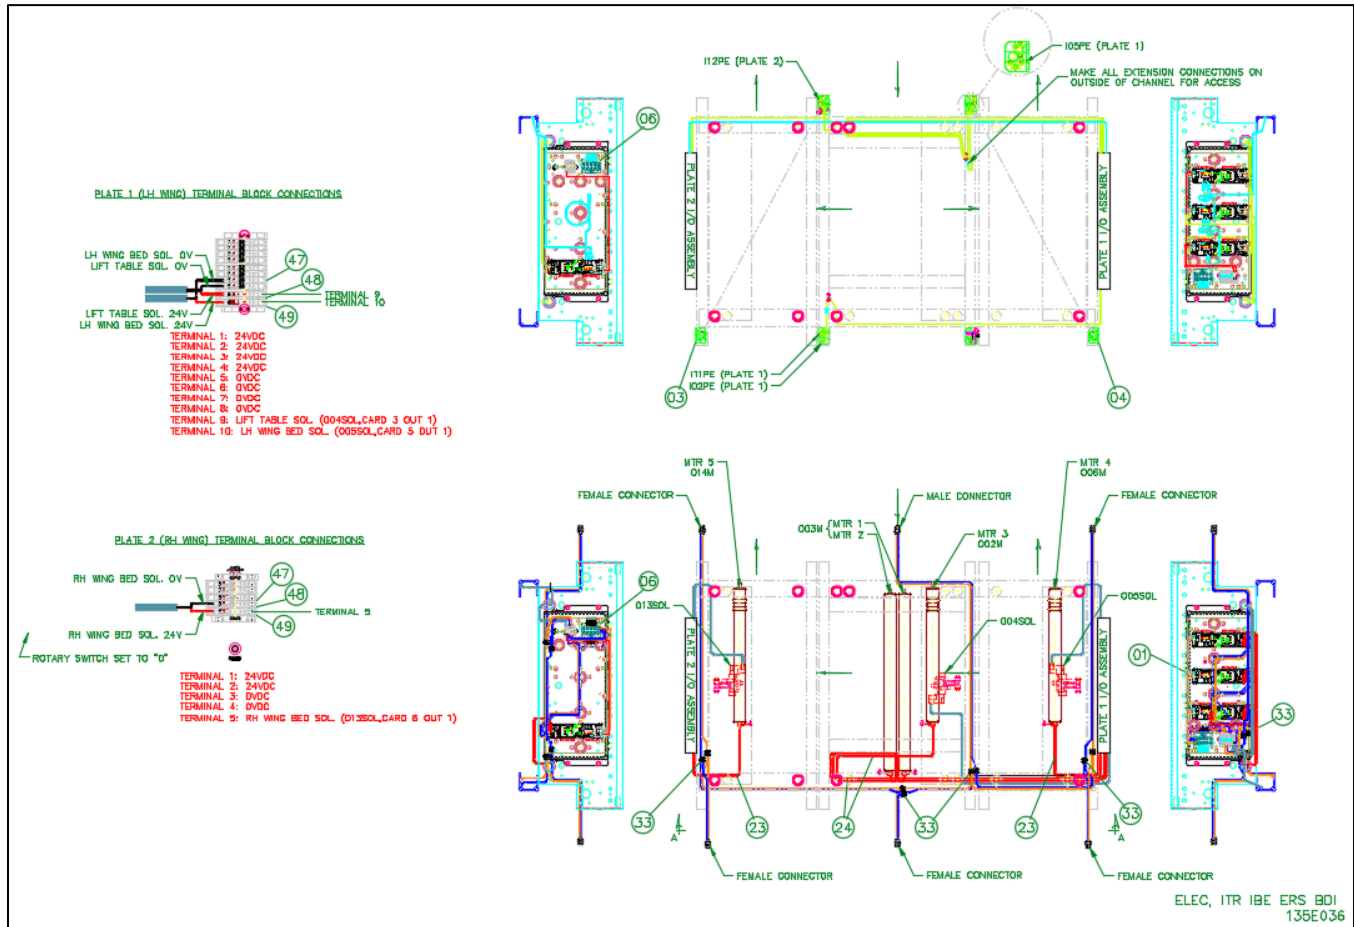 112PE (PLATE 2)
105PE (PLATE 1)
MAKE ALL EXTENSION CONNECTIONS ON
OUTSIDE OF CHANNEL FOR ACCESS
06
PLATE 2 I/O ASSEMBLY
PLATE 1 I/O ASSEMBLY
PLATE 1 (LH WING) TERMINAL BLOCK CONNECTIONS
LH WING BED SOL. 0V
LIFT TABLE SOL. 0V
47
48
TERMINAL 9
TERMINAL 10
49
LIFT TABLE SOL. 24V
LH WING BED SOL. 24V
TERMINAL 1: 24VDC
TERMINAL 2: 24VDC
TERMINAL 3: 24VDC
TERMINAL 4: 24VDC
TERMINAL 5: 0VDC
TERMINAL 6: 0VDC
TERMINAL 7: 0VDC
TERMINAL 8: 0VDC
TERMINAL 9: LIFT TABLE SOL. (004SOL,CARD 3 OUT 1)
TERMINAL 10: LH WING BED SOL. (005SOL,CARD 5 OUT 1)
111PE (PLATE 1)
102PE (PLATE 1)
03
04
MTR 5
014M
MTR 4
006M
FEMALE CONNECTOR
MALE CONNECTOR
FEMALE CONNECTOR
003M
MTR 1
MTR 2
MTR 3
002M
PLATE 2 (RH WING) TERMINAL BLOCK CONNECTIONS
RH WING BED SOL. 0V
47
48
TERMINAL 5
49
RH WING BED SOL. 24V
ROTARY SWITCH SET TO "0"
TERMINAL 1: 24VDC
TERMINAL 2: 24VDC
TERMINAL 3: 0VDC
TERMINAL 4: 0VDC
TERMINAL 5: RH WING BED SOL. (013SOL,CARD 6 OUT 1)
06
013SOL
004SOL
005SOL
PLATE 2 I/O ASSEMBLY
PLATE 1 I/O ASSEMBLY
01
33
33
A
23
24
33
23
33
A
FEMALE CONNECTOR
FEMALE CONNECTOR
FEMALE CONNECTOR
ELEC, ITR IBE ERS BDI
135E036